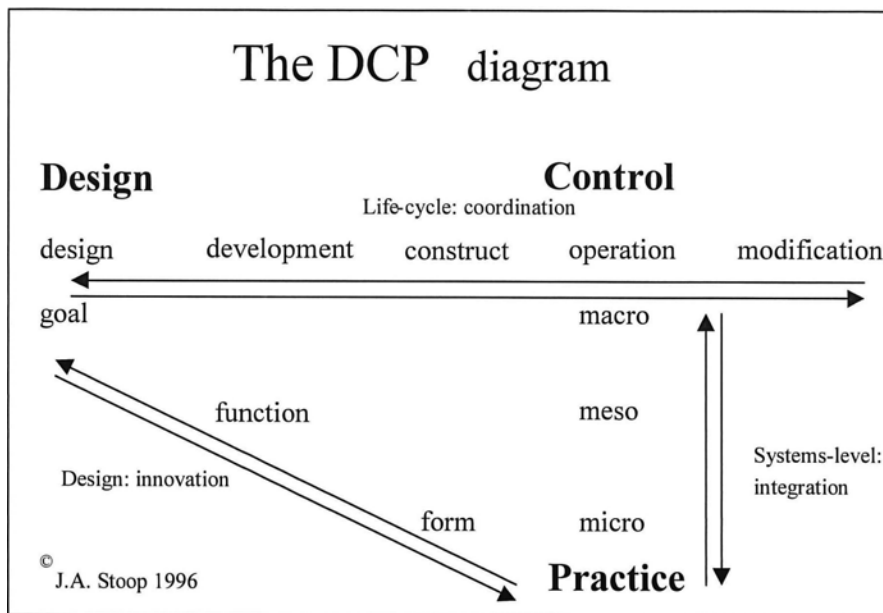 The DCP diagram
Design Control
Life-cycle: coordination
design development construct operation modification
goal macro
function meso
Design: innovation
Systems-level:
integration
form micro
Practice
© J.A. Stoop 1996